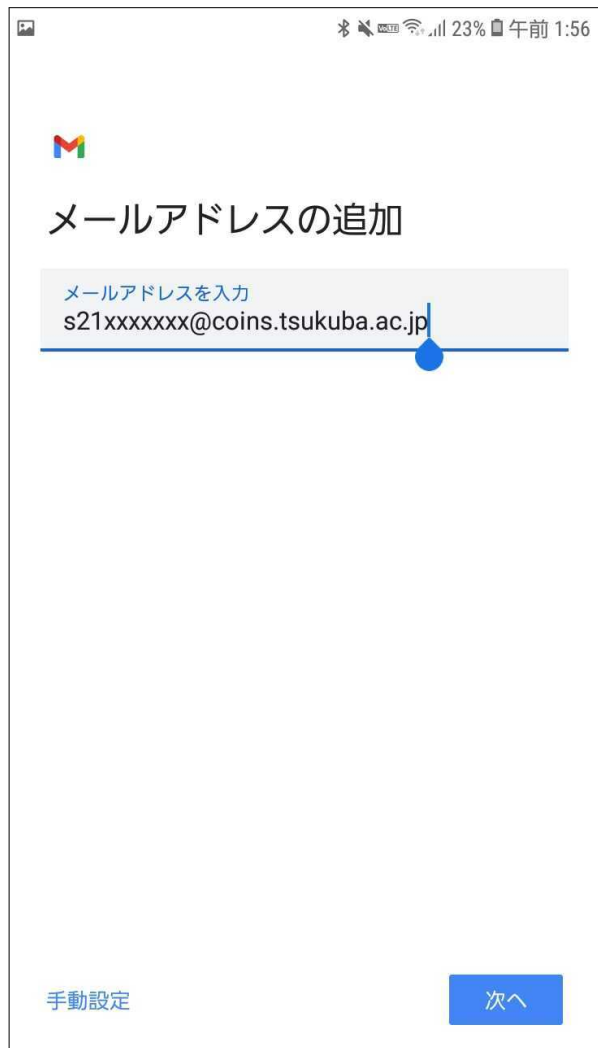 23% 午前 1:56
メールアドレスの追加
メールアドレスを入力
s21xxxxxxx@coins.tsukuba.ac.jp
手動設定
次へ